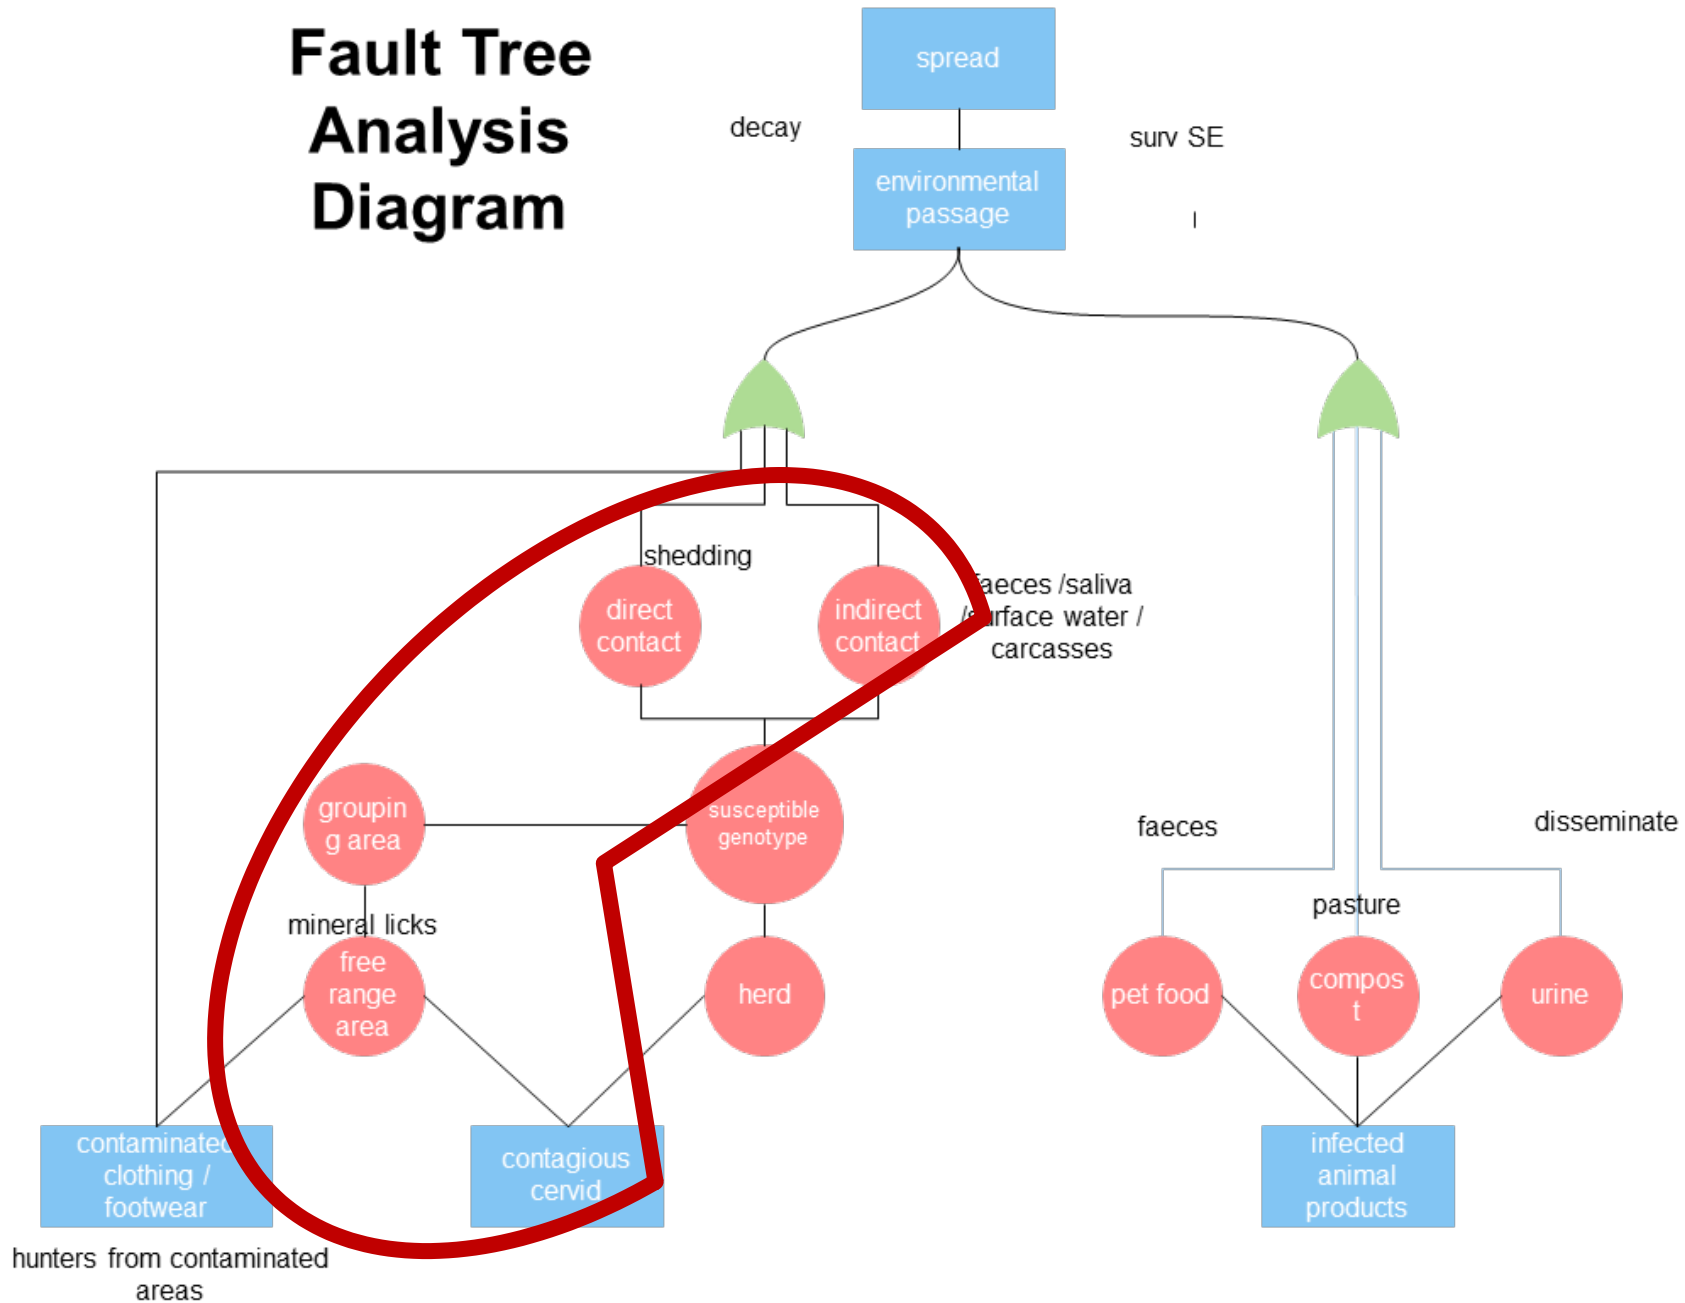 Fault Tree
Analysis
Diagram
spread
decay
surv SE
environmental
passage
l
shedding
direct
contact
indirect
contact
faeces /saliva
/surface water /
carcasses
groupin
g area
susceptible
genotype
faeces
disseminate
mineral licks
pasture
free
range
area
herd
pet food
compos
t
urine
contaminated
clothing /
footwear
contagious
cervid
infected
animal
products
hunters from contaminated
areas